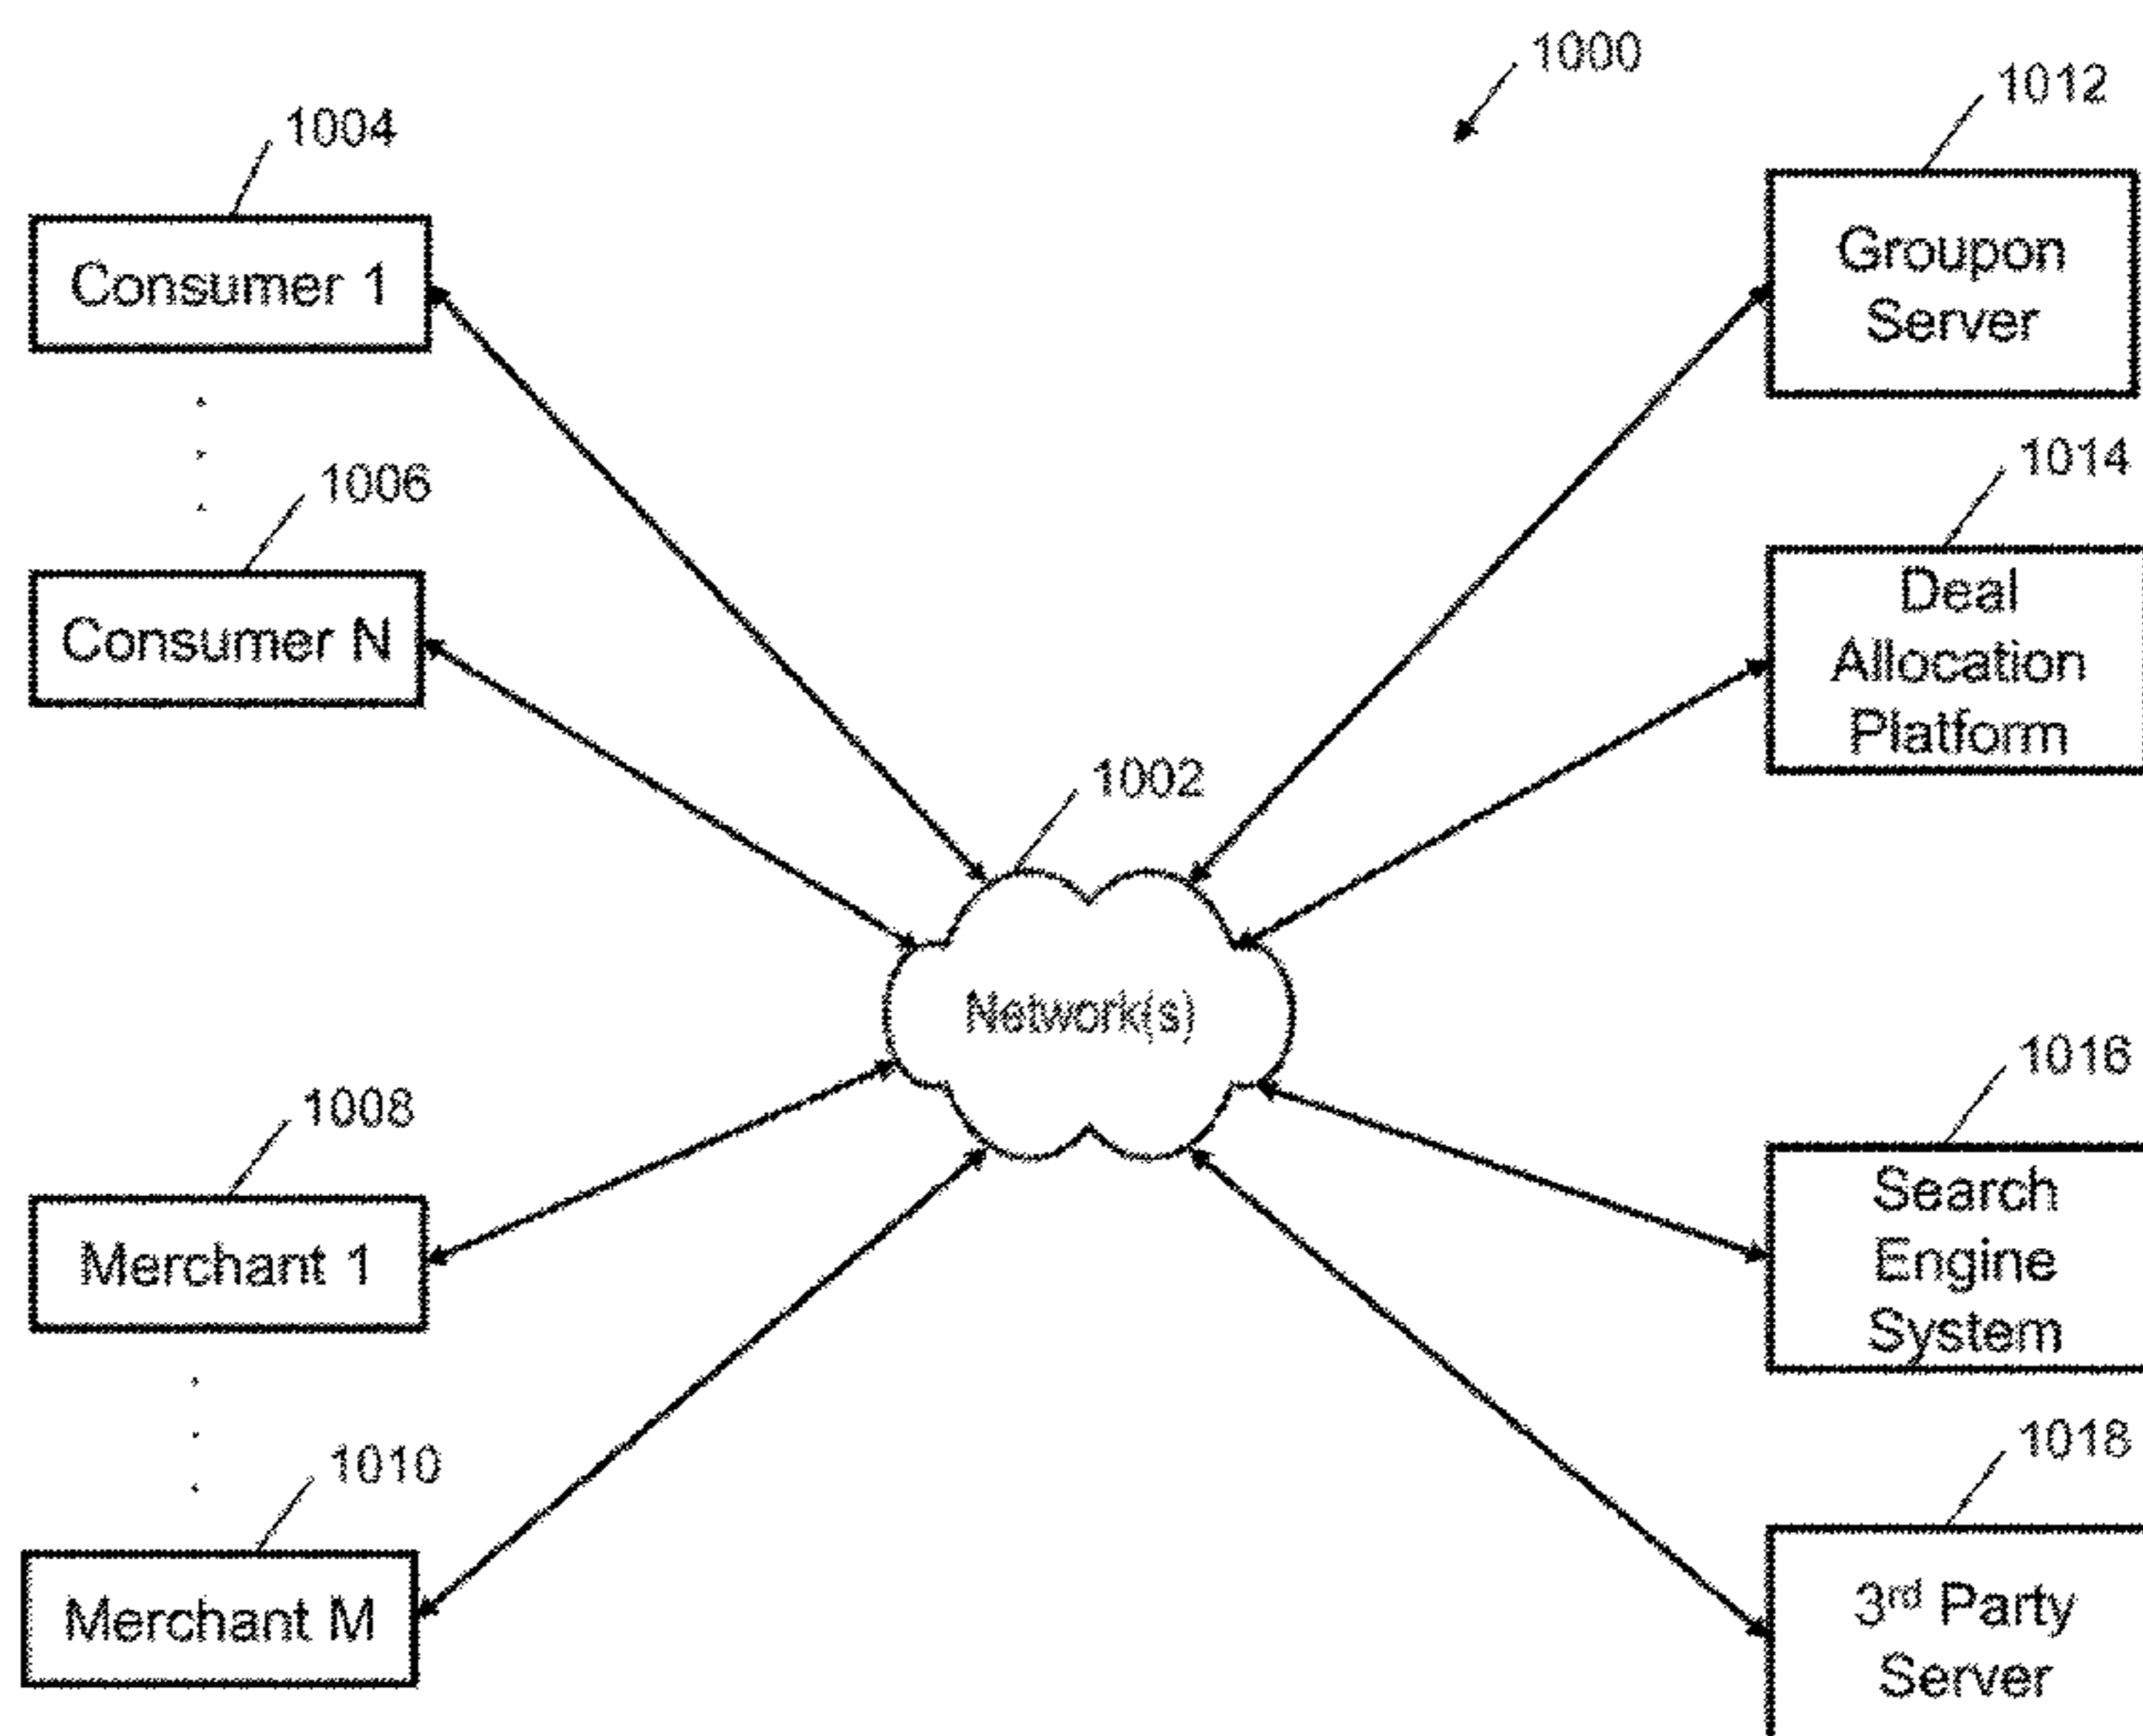 1000
1004
1012
Consumer 1
Groupon
Server
1006
1014
Consumer N
Deal
Allocation
Platform
1002
Network(s)
1008
1016
Merchant 1
Search
Engine
System
1010
1018
Merchant M
3rd Party
Server